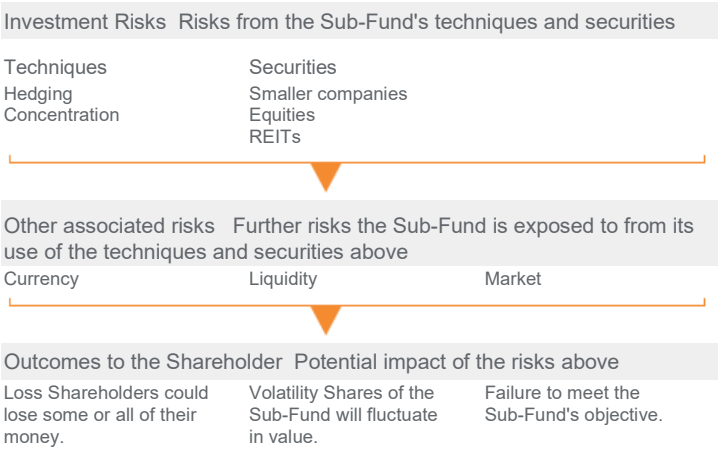 Investment Risks Risks from the Sub-Fund's techniques and securities
Techniques
Hedging
Concentration
Securities
Smaller companies
Equities
REITs
Other associated risks Further risks the Sub-Fund is exposed to from its
use of the techniques and securities above
Currency
Liquidity
Market
Outcomes to the Shareholder Potential impact of the risks above
Loss Shareholders could
lose some or all of their
money.
Volatility Shares of the
Sub-Fund will fluctuate
in value.
Failure to meet the
Sub-Fund's objective.